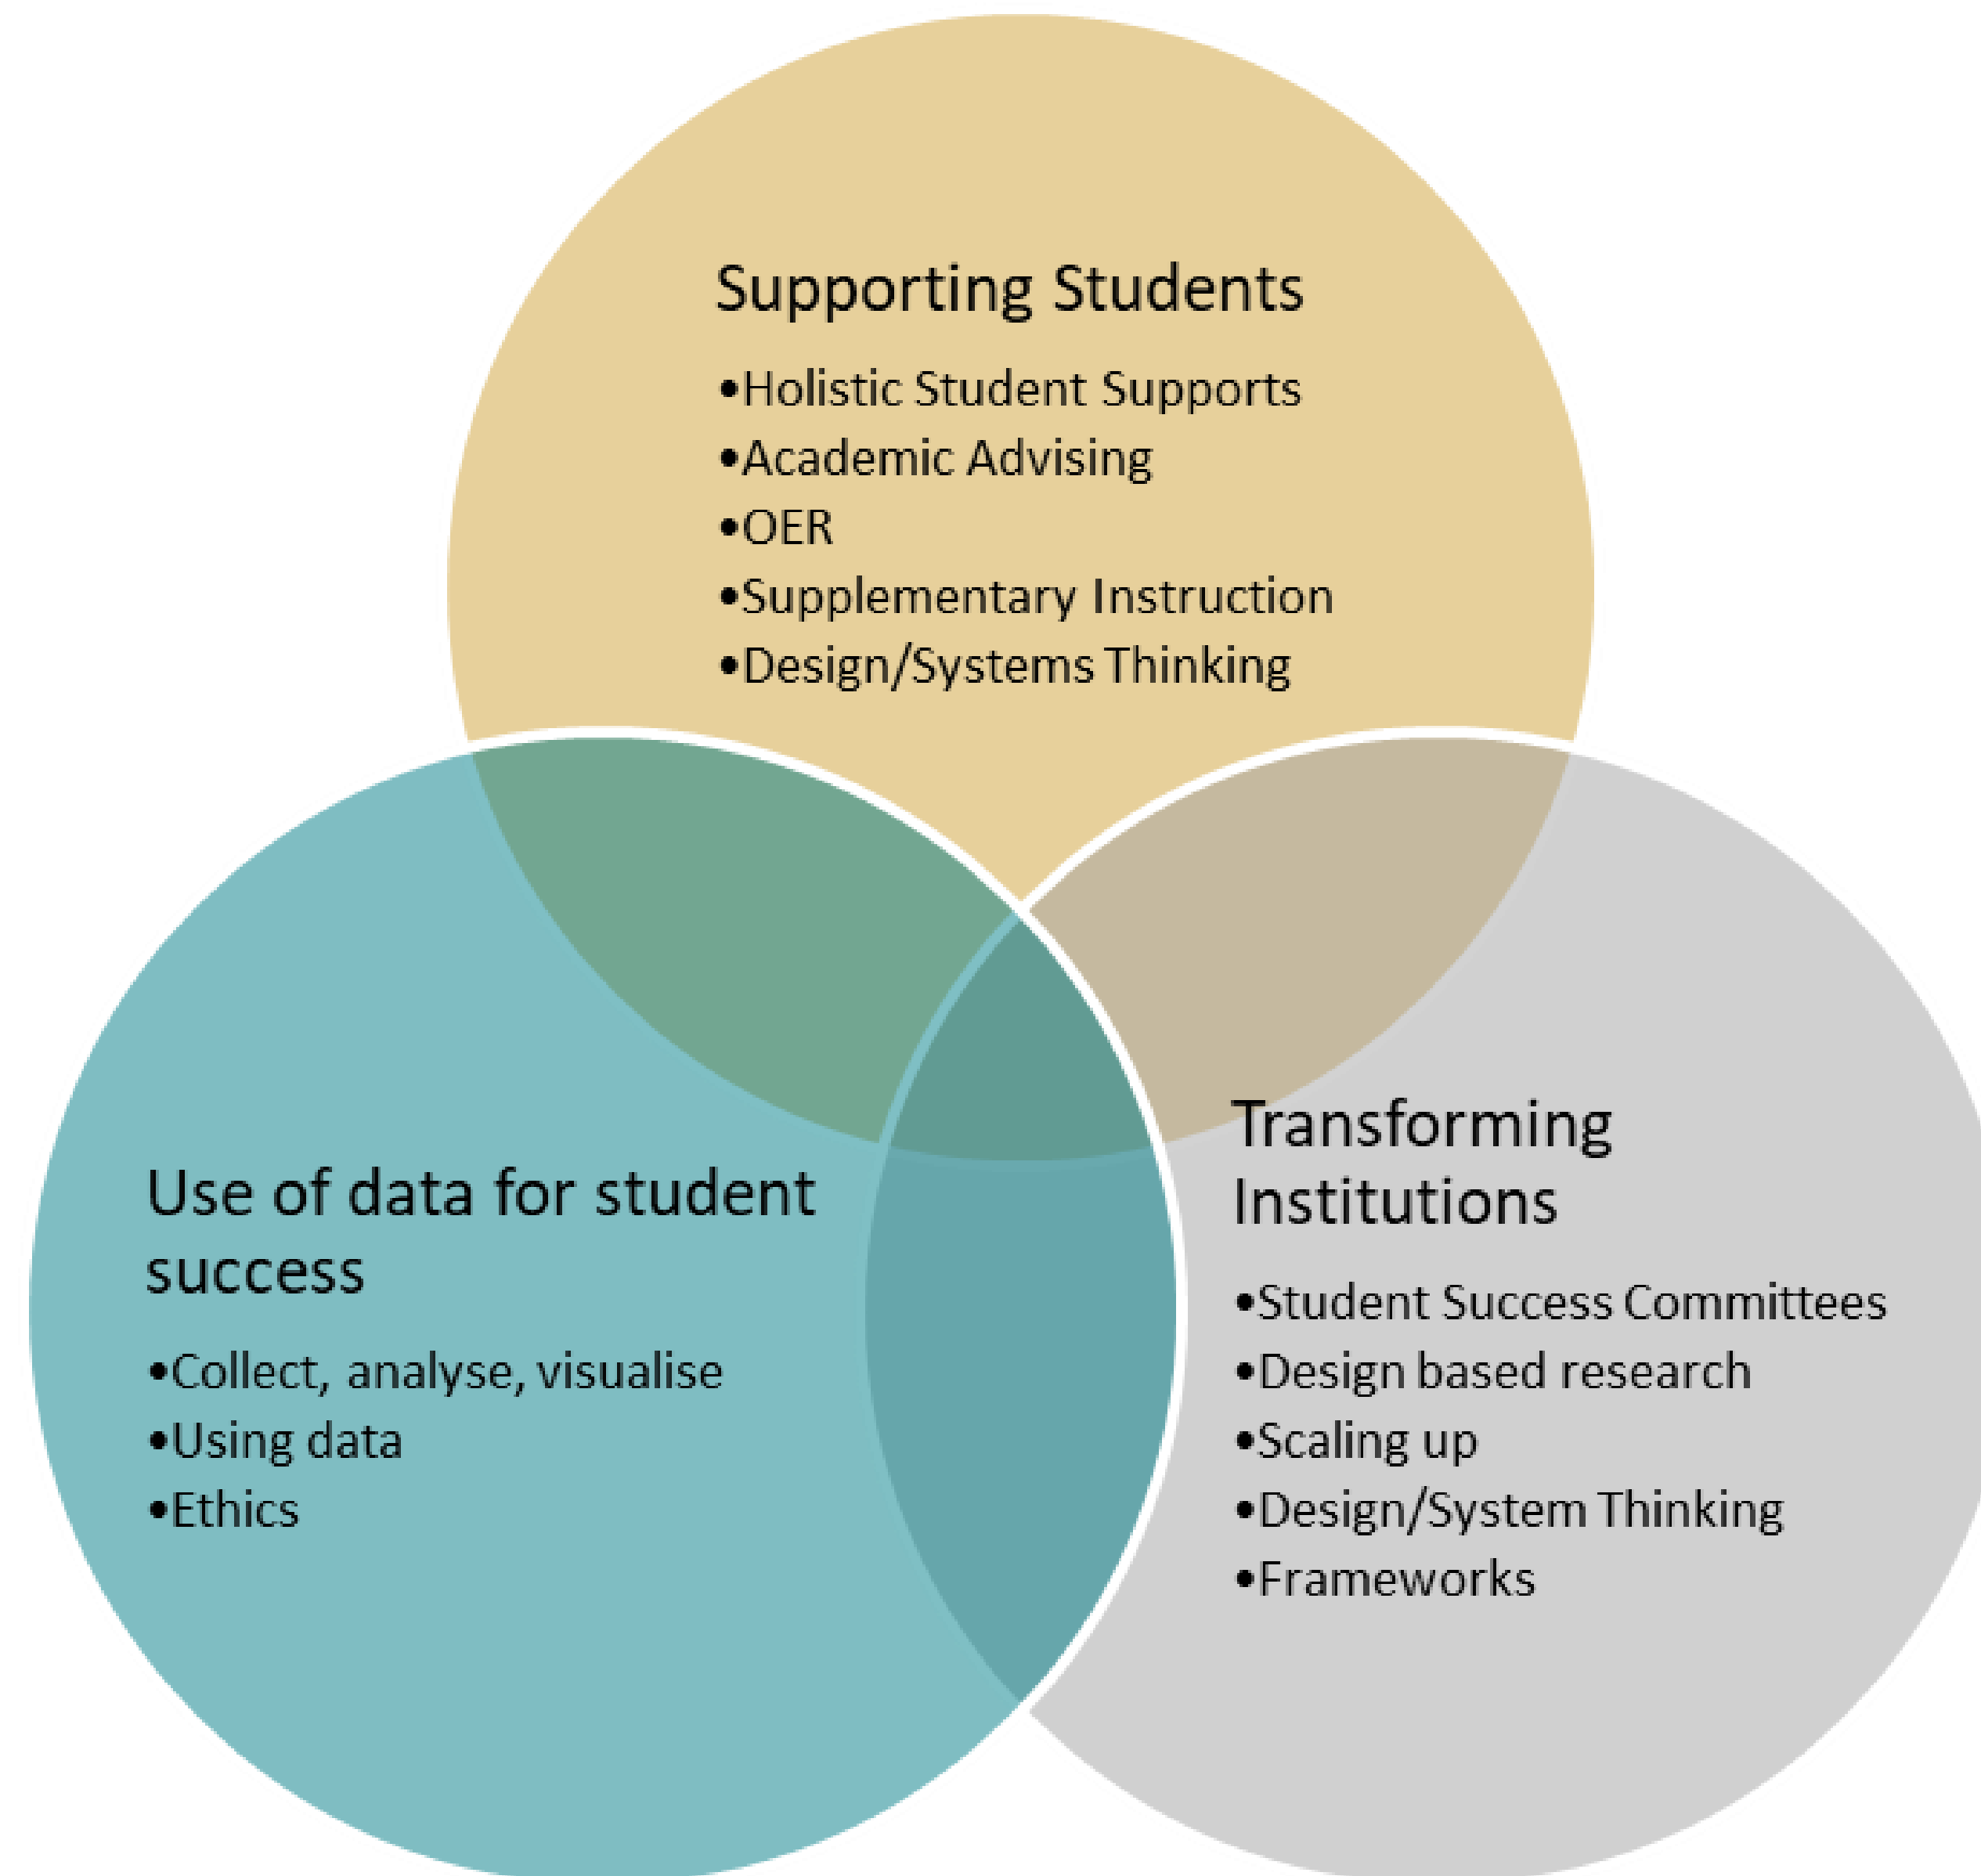 Supporting Students
•Holistic Student Supports
•Academic Advising
•OER
•Supplementary Instruction
•Design/Systems Thinking
Use of data for student
success
•Collect, analyse, visualise
•Using data
•Ethics
Transforming
Institutions
•Student Success Committees
•Design based research
•Scaling up
•Design/System Thinking
•Frameworks